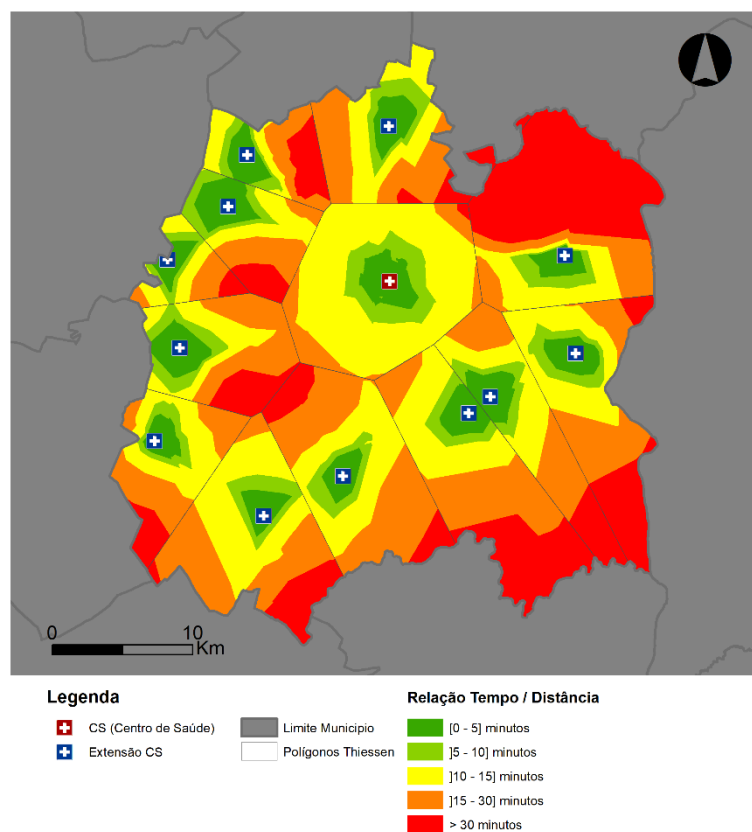 0
10
Km
Legenda
CS (Centro de Saúde)
Extensão CS
Limite Municipio
Polígonos Thiessen
Relação Tempo / Distância
]0 - 5] minutos
]5 - 10] minutos
]10 - 15] minutos
]15 - 30] minutos
> 30 minutos